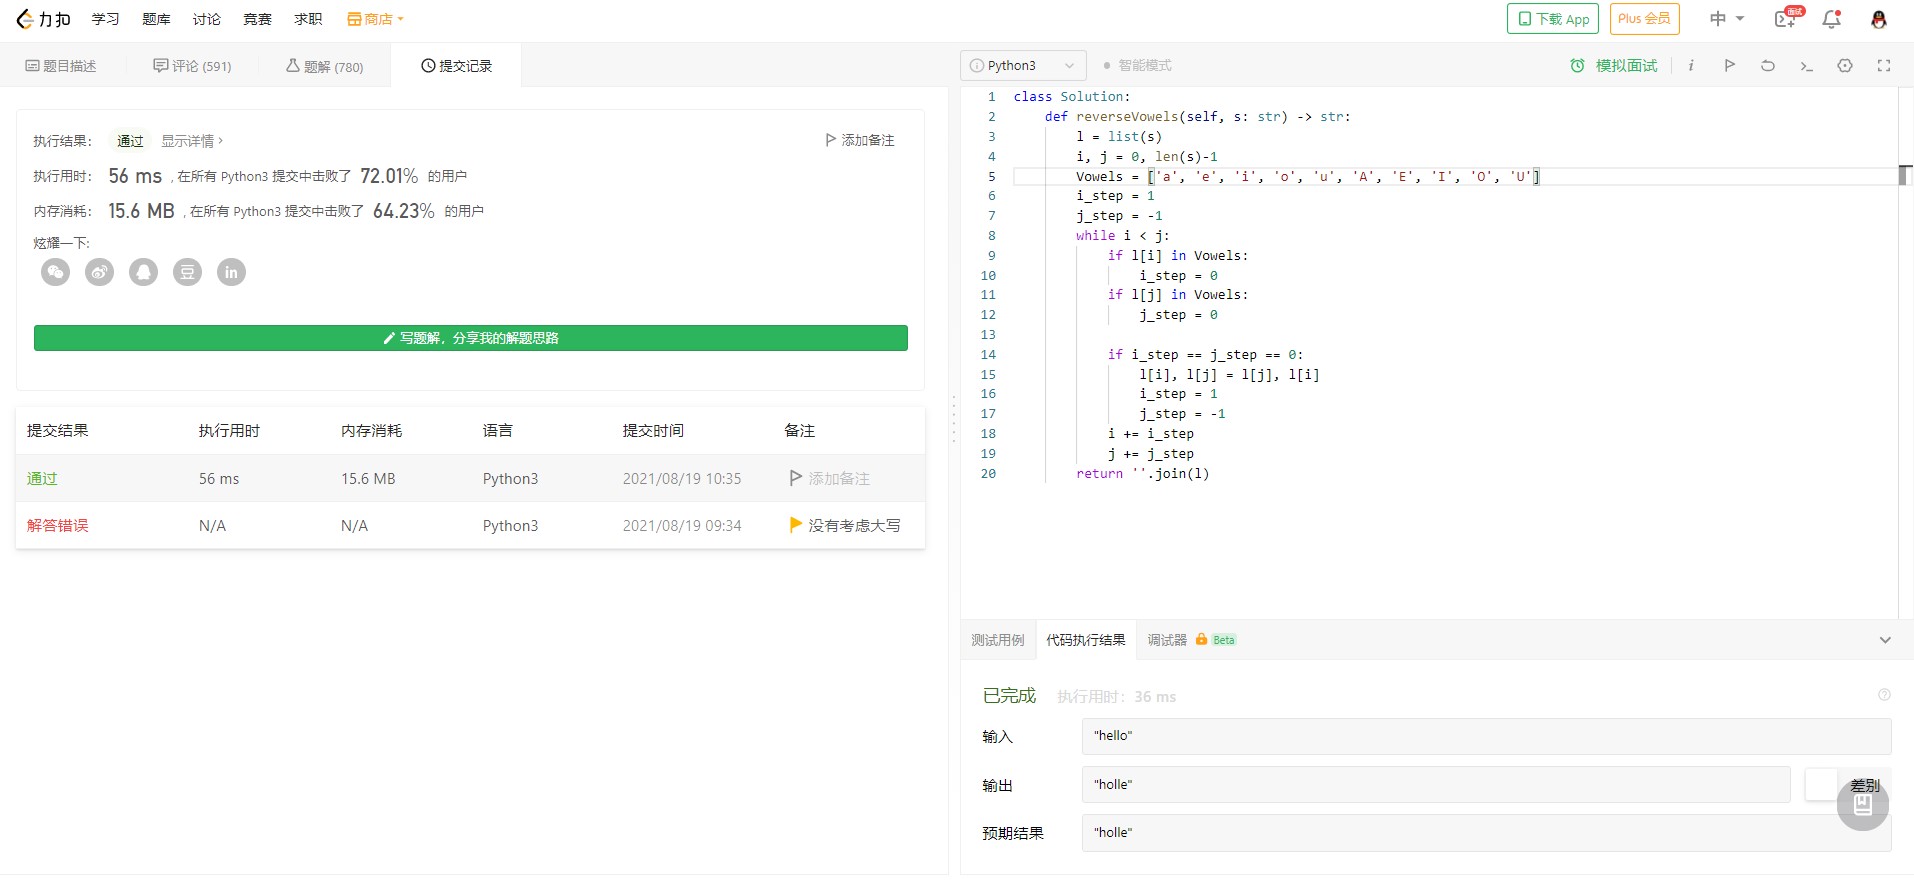 力扣 学习 题库 讨论 竞赛 求职 商店 下载 App Plus 会员 中 面试
题目描述 评论 (591) 题解 (780) 提交记录
Python3 智能模式 模拟面试 i
执行结果： 通过 显示详情 › 添加备注
执行用时： 56 ms , 在所有 Python3 提交中击败了 72.01% 的用户
内存消耗： 15.6 MB , 在所有 Python3 提交中击败了 64.23% 的用户
炫耀一下:
豆 in
写题解，分享我的解题思路
提交结果 执行用时 内存消耗 语言 提交时间 备注
通过 56 ms 15.6 MB Python3 2021/08/19 10:35 添加备注
解答错误 N/A N/A Python3 2021/08/19 09:34 没有考虑大写
1 class Solution:
2     def reverseVowels(self, s: str) -> str:
3         l = list(s)
4         i, j = 0, len(s)-1
5         Vowels = ['a', 'e', 'i', 'o', 'u', 'A', 'E', 'I', 'O', 'U']
6         i_step = 1
7         j_step = -1
8         while i < j:
9             if l[i] in Vowels:
10                 i_step = 0
11             if l[j] in Vowels:
12                 j_step = 0
13
14             if i_step == j_step == 0:
15                 l[i], l[j] = l[j], l[i]
16                 i_step = 1
17                 j_step = -1
18             i += i_step
19             j += j_step
20         return ''.join(l)
测试用例 代码执行结果 调试器 Beta
已完成 执行用时： 36 ms
输入 "hello"
输出 "holle" 差别
预期结果 "holle"